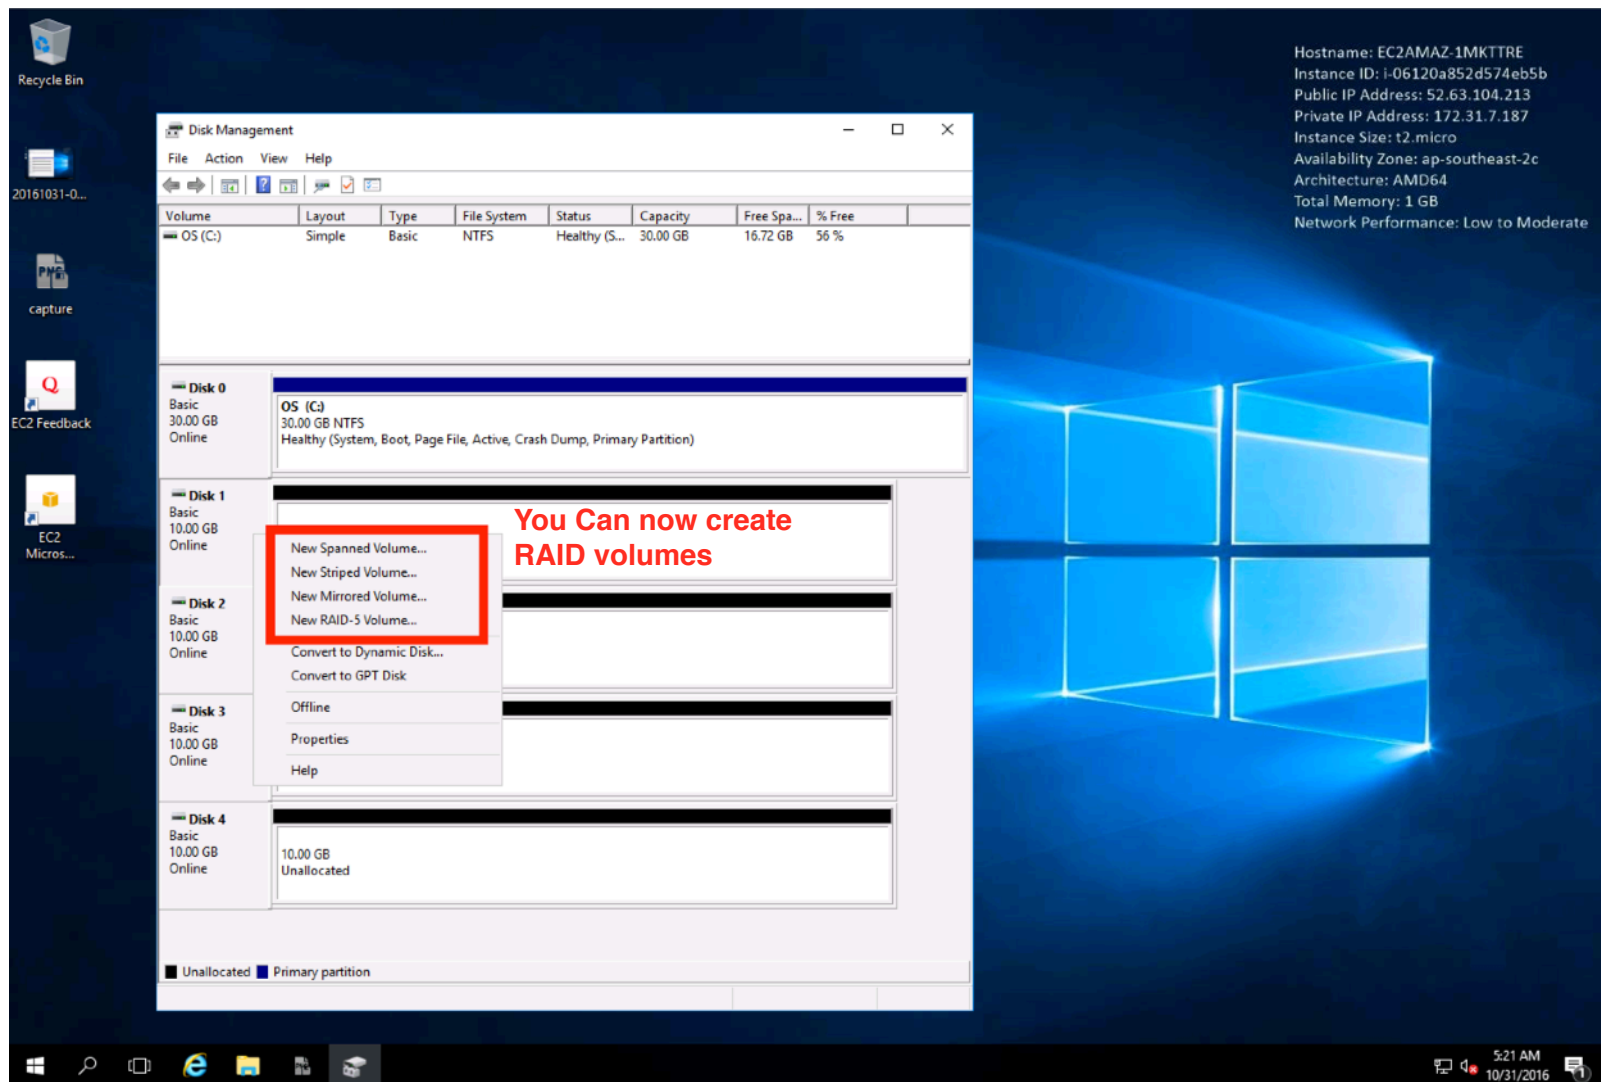 Recycle Bin
20161031-0...
PNG
capture
Q
EC2 Feedback
EC2
Micros...
Hostname: EC2AMAZ-1MKTTRE
Instance ID: i-06120a852d574eb5b
Public IP Address: 52.63.104.213
Private IP Address: 172.31.7.187
Instance Size: t2.micro
Availability Zone: ap-southeast-2c
Architecture: AMD64
Total Memory: 1 GB
Network Performance: Low to Moderate
Disk Management
File Action View Help
Volume Layout Type File System Status Capacity Free Spa... % Free
OS (C:) Simple Basic NTFS Healthy (S... 30.00 GB 16.72 GB 56 %
Disk 0
Basic
30.00 GB
Online
OS (C:)
30.00 GB NTFS
Healthy (System, Boot, Page File, Active, Crash Dump, Primary Partition)
Disk 1
Basic
10.00 GB
Online
You Can now create
RAID volumes
New Spanned Volume...
New Striped Volume...
New Mirrored Volume...
New RAID-5 Volume...
Convert to Dynamic Disk...
Convert to GPT Disk
Offline
Properties
Help
Disk 2
Basic
10.00 GB
Online
Disk 3
Basic
10.00 GB
Online
Disk 4
Basic
10.00 GB
Online
10.00 GB
Unallocated
Unallocated Primary partition
5:21 AM
10/31/2016
1